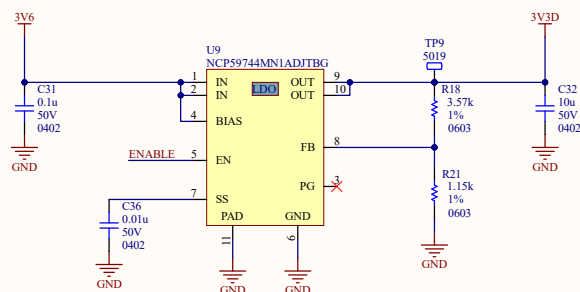 3V6
3V3D
TP9
5019
U9
NCP59744MN1ADJTBG
1 IN LDO OUT 9
2 IN OUT 10
C31
0.1u
50V
0402
R18
3.57k
1%
0603
C32
10u
50V
0402
4 BIAS
ENABLE 5 EN FB 8
PG 3
7 SS
R21
1.15k
1%
0603
C36
0.01u
50V
0402
PAD GND
11 6
GND
GND
GND
GND
GND
GND